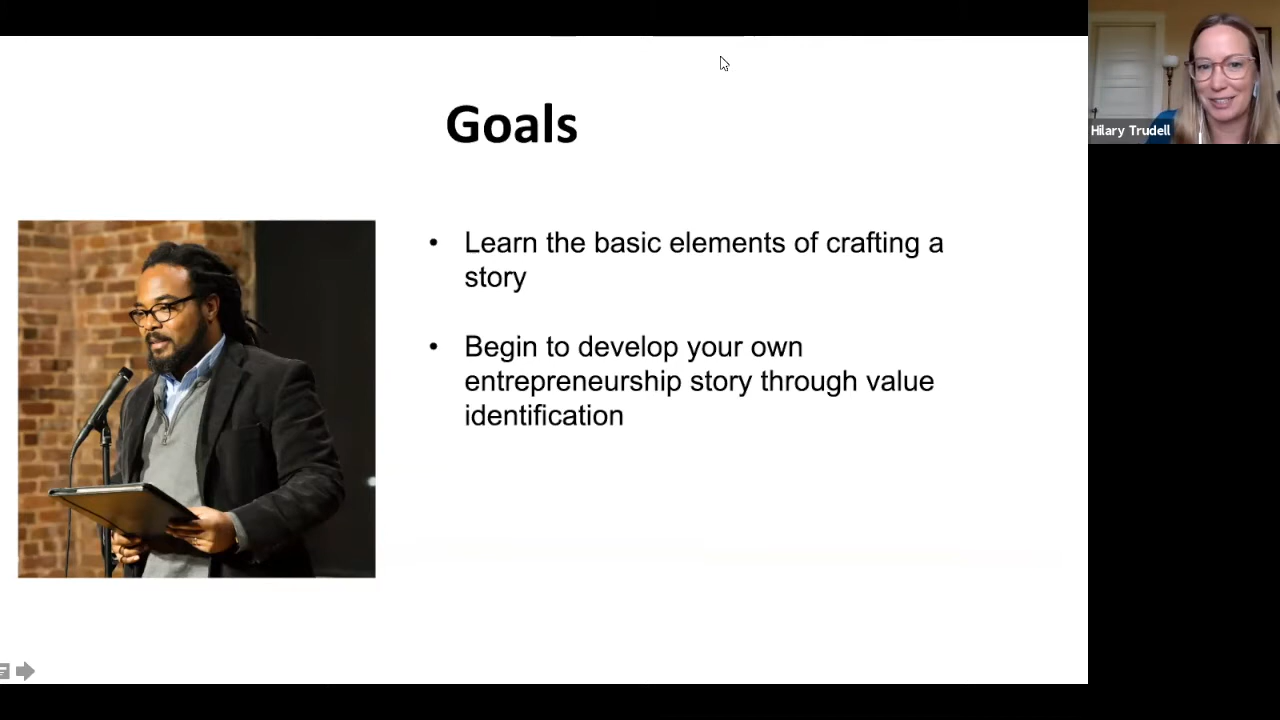 Goals
Hilary Trudell
• Learn the basic elements of crafting a
story
• Begin to develop your own
entrepreneurship story through value
identification